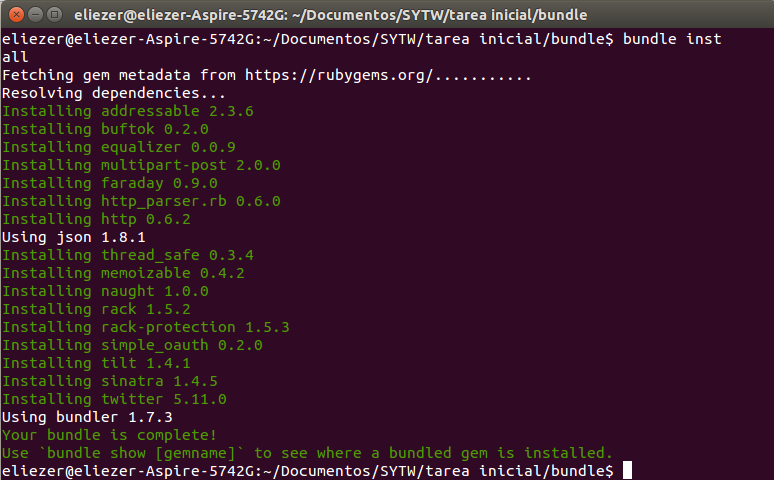 eliezer@eliezer-Aspire-5742G: ~/Documentos/SYTW/tarea inicial/bundle
eliezer@eliezer-Aspire-5742G:~/Documentos/SYTW/tarea inicial/bundle$ bundle inst
all
Fetching gem metadata from https://rubygems.org/...........
Resolving dependencies...
Installing addressable 2.3.6
Installing buftok 0.2.0
Installing equalizer 0.0.9
Installing multipart-post 2.0.0
Installing faraday 0.9.0
Installing http_parser.rb 0.6.0
Installing http 0.6.2
Using json 1.8.1
Installing thread_safe 0.3.4
Installing memoizable 0.4.2
Installing naught 1.0.0
Installing rack 1.5.2
Installing rack-protection 1.5.3
Installing simple_oauth 0.2.0
Installing tilt 1.4.1
Installing sinatra 1.4.5
Installing twitter 5.11.0
Using bundler 1.7.3
Your bundle is complete!
Use `bundle show [gemname]` to see where a bundled gem is installed.
eliezer@eliezer-Aspire-5742G:~/Documentos/SYTW/tarea inicial/bundle$